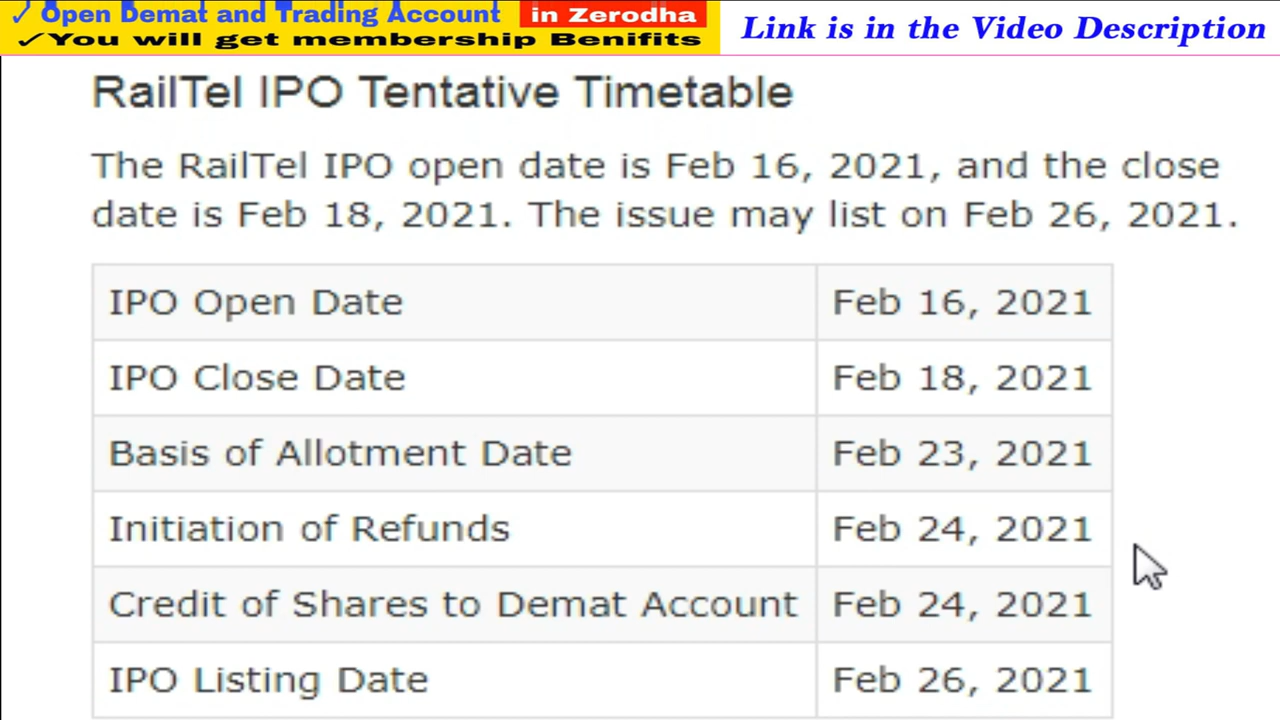 ✓ Open Demat and Trading Account in Zerodha
✓You will get membership Benifits
Link is in the Video Description
RailTel IPO Tentative Timetable
The RailTel IPO open date is Feb 16, 2021, and the close
date is Feb 18, 2021. The issue may list on Feb 26, 2021.
IPO Open Date Feb 16, 2021
IPO Close Date Feb 18, 2021
Basis of Allotment Date Feb 23, 2021
Initiation of Refunds Feb 24, 2021
Credit of Shares to Demat Account Feb 24, 2021
IPO Listing Date Feb 26, 2021